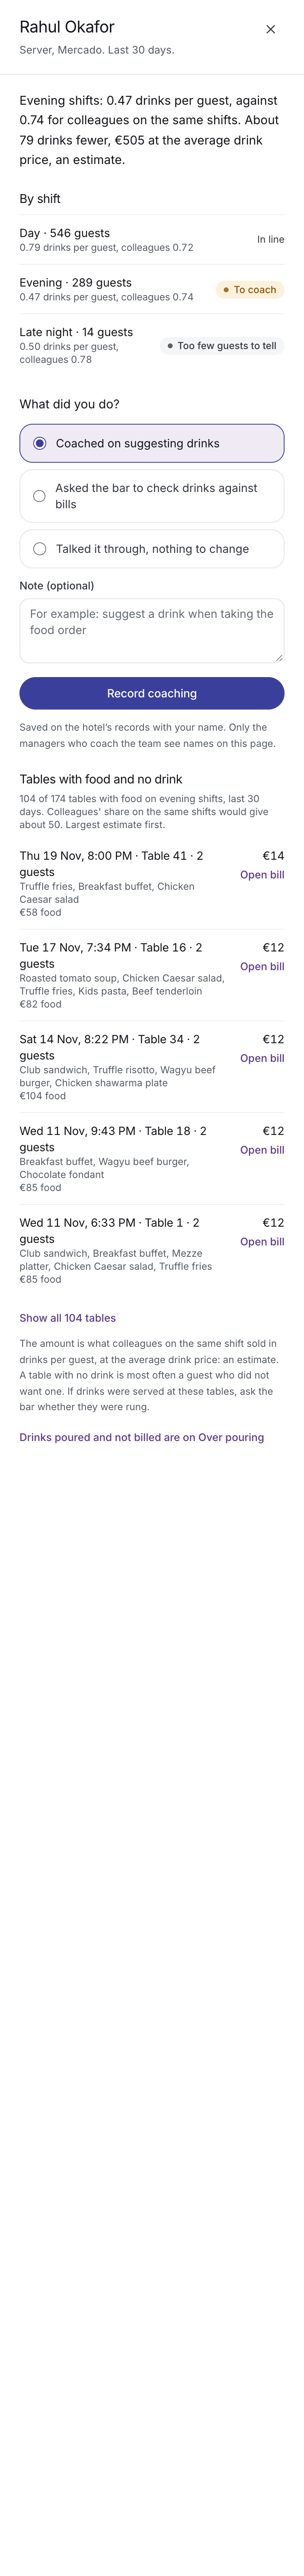 Rahul Okafor
Server, Mercado. Last 30 days.
Evening shifts: 0.47 drinks per guest, against
0.74 for colleagues on the same shifts. About
79 drinks fewer, €505 at the average drink
price, an estimate.
By shift
Day · 546 guests
0.79 drinks per guest, colleagues 0.72
In line
Evening · 289 guests
0.47 drinks per guest, colleagues 0.74
To coach
Late night · 14 guests
0.50 drinks per guest,
colleagues 0.78
Too few guests to tell
What did you do?
Coached on suggesting drinks
Asked the bar to check drinks against
bills
Talked it through, nothing to change
Note (optional)
For example: suggest a drink when taking the
food order
Record coaching
Saved on the hotel’s records with your name. Only the
managers who coach the team see names on this page.
Tables with food and no drink
104 of 174 tables with food on evening shifts, last 30
days. Colleagues' share on the same shifts would give
about 50. Largest estimate first.
Thu 19 Nov, 8:00 PM · Table 41 · 2
guests
Truffle fries, Breakfast buffet, Chicken
Caesar salad
€58 food
€14
Open bill
Tue 17 Nov, 7:34 PM · Table 16 · 2
guests
Roasted tomato soup, Chicken Caesar salad,
Truffle fries, Kids pasta, Beef tenderloin
€82 food
€12
Open bill
Sat 14 Nov, 8:22 PM · Table 34 · 2
guests
Club sandwich, Truffle risotto, Wagyu beef
burger, Chicken shawarma plate
€104 food
€12
Open bill
Wed 11 Nov, 9:43 PM · Table 18 · 2
guests
Breakfast buffet, Wagyu beef burger,
Chocolate fondant
€85 food
€12
Open bill
Wed 11 Nov, 6:33 PM · Table 1 · 2
guests
Club sandwich, Breakfast buffet, Mezze
platter, Chicken Caesar salad, Truffle fries
€85 food
€12
Open bill
Show all 104 tables
The amount is what colleagues on the same shift sold in
drinks per guest, at the average drink price: an estimate.
A table with no drink is most often a guest who did not
want one. If drinks were served at these tables, ask the
bar whether they were rung.
Drinks poured and not billed are on Over pouring